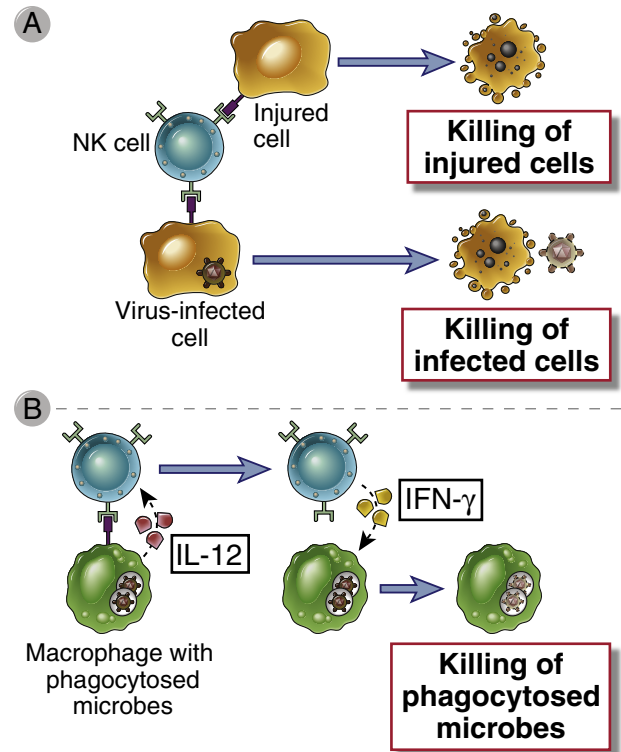 A
Injured
cell
NK cell
Killing of
injured cells
Virus-infected
cell
Killing of
infected cells
B
IL-12
IFN-γ
Macrophage with
phagocytosed
microbes
Killing of
phagocytosed
microbes